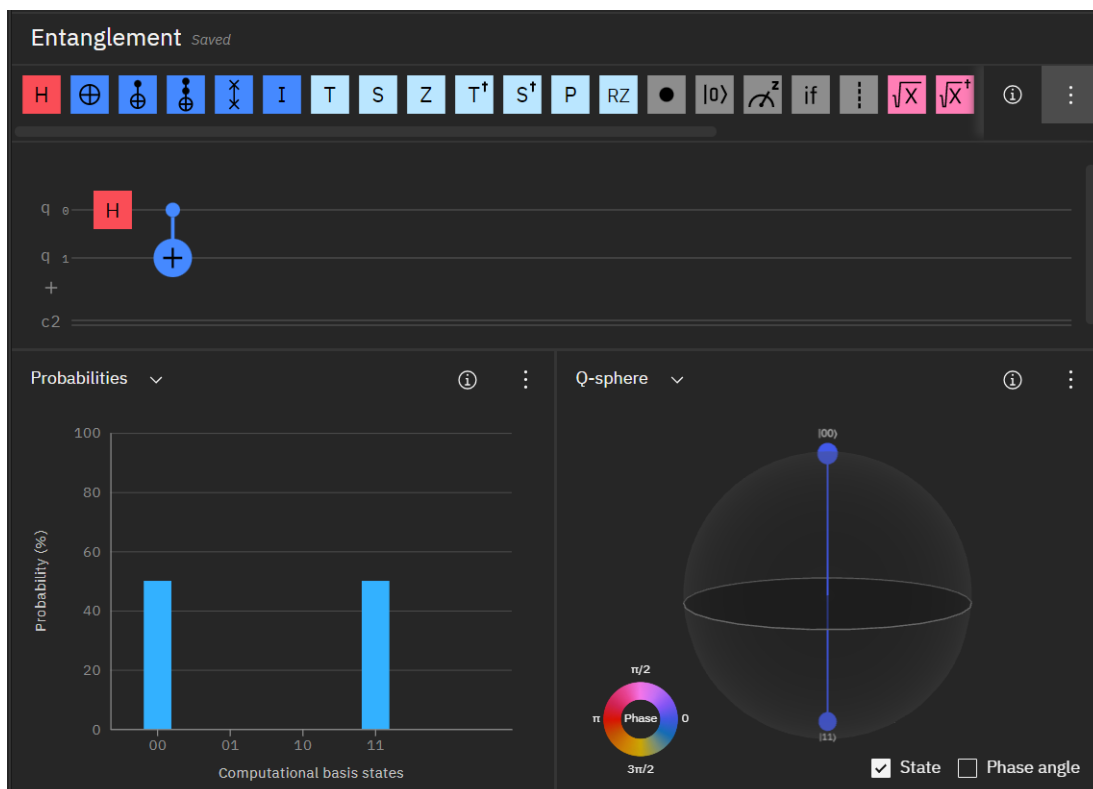 Entanglement Saved
H I T S Z T† S† P RZ |0⟩ z if √X √X†
q 0 H
q 1
+
c2
Probabilities
Q-sphere
100
80
60
40
20
0
Probability (%)
00 01 10 11
Computational basis states
|00⟩
|11⟩
π/2
π Phase 0
3π/2
State Phase angle